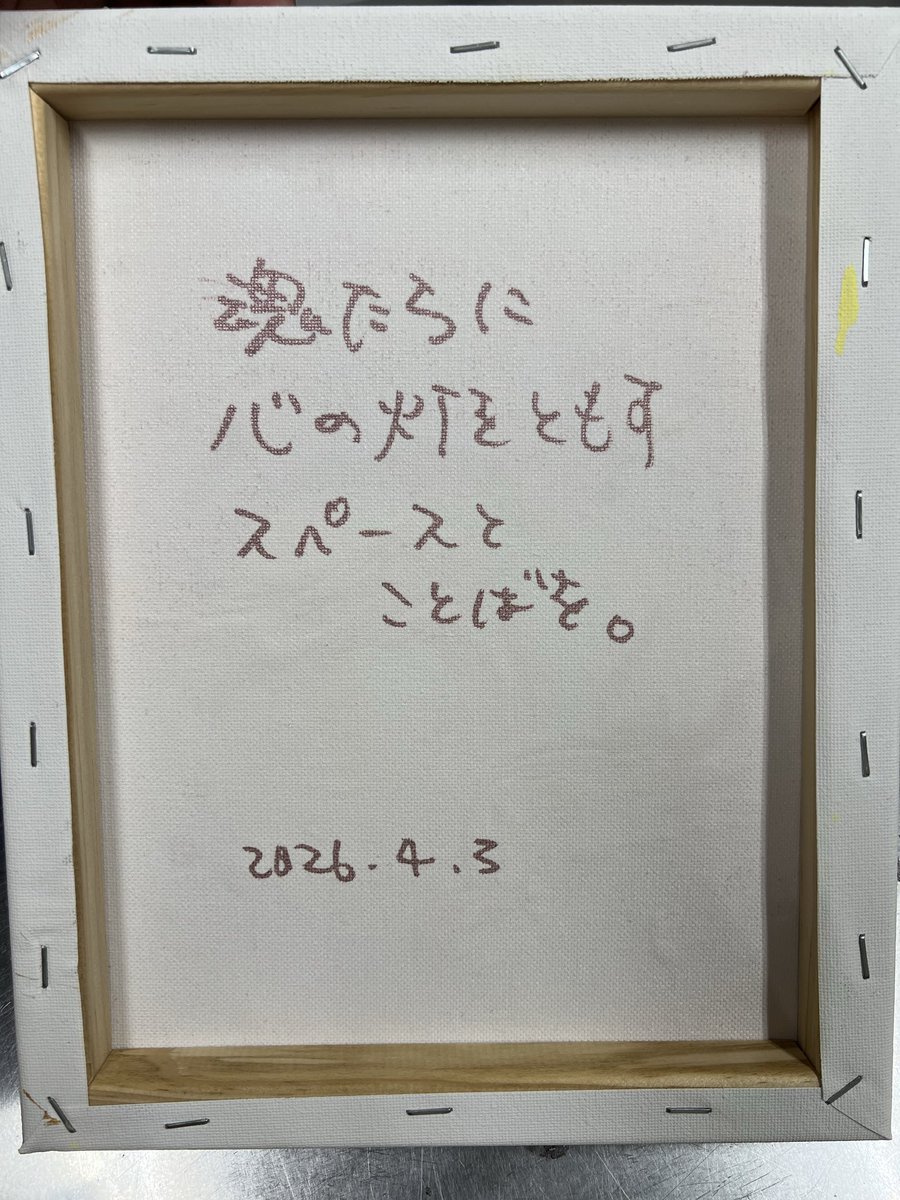 魂たちに
心の灯をともす
スペースと
ことばを。
2026.4.3